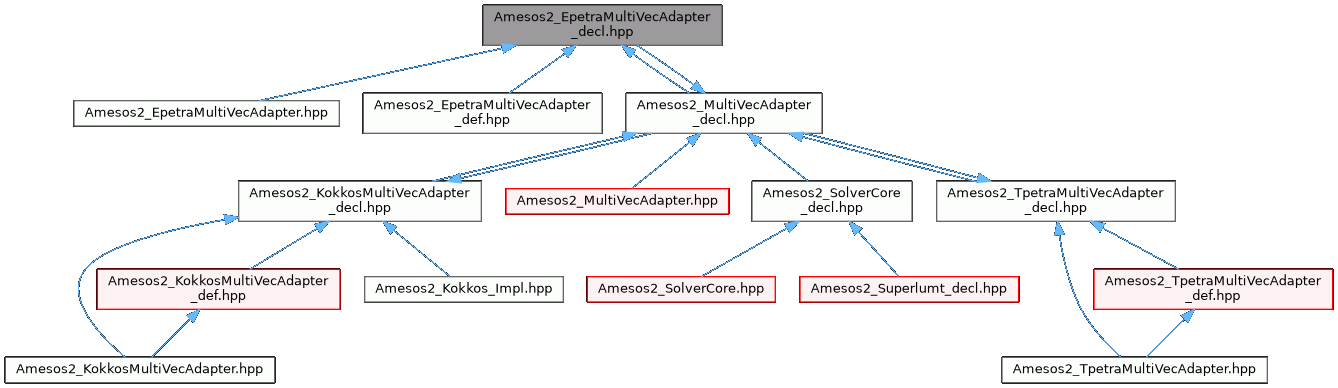 Amesos2_EpetraMultiVecAdapter
_decl.hpp
Amesos2_EpetraMultiVecAdapter.hpp
Amesos2_EpetraMultiVecAdapter
_def.hpp
Amesos2_MultiVecAdapter
_decl.hpp
Amesos2_KokkosMultiVecAdapter
_decl.hpp
Amesos2_MultiVecAdapter.hpp
Amesos2_SolverCore
_decl.hpp
Amesos2_TpetraMultiVecAdapter
_decl.hpp
Amesos2_KokkosMultiVecAdapter
_def.hpp
Amesos2_Kokkos_Impl.hpp
Amesos2_SolverCore.hpp
Amesos2_Superlumt_decl.hpp
Amesos2_TpetraMultiVecAdapter
_def.hpp
Amesos2_KokkosMultiVecAdapter.hpp
Amesos2_TpetraMultiVecAdapter.hpp